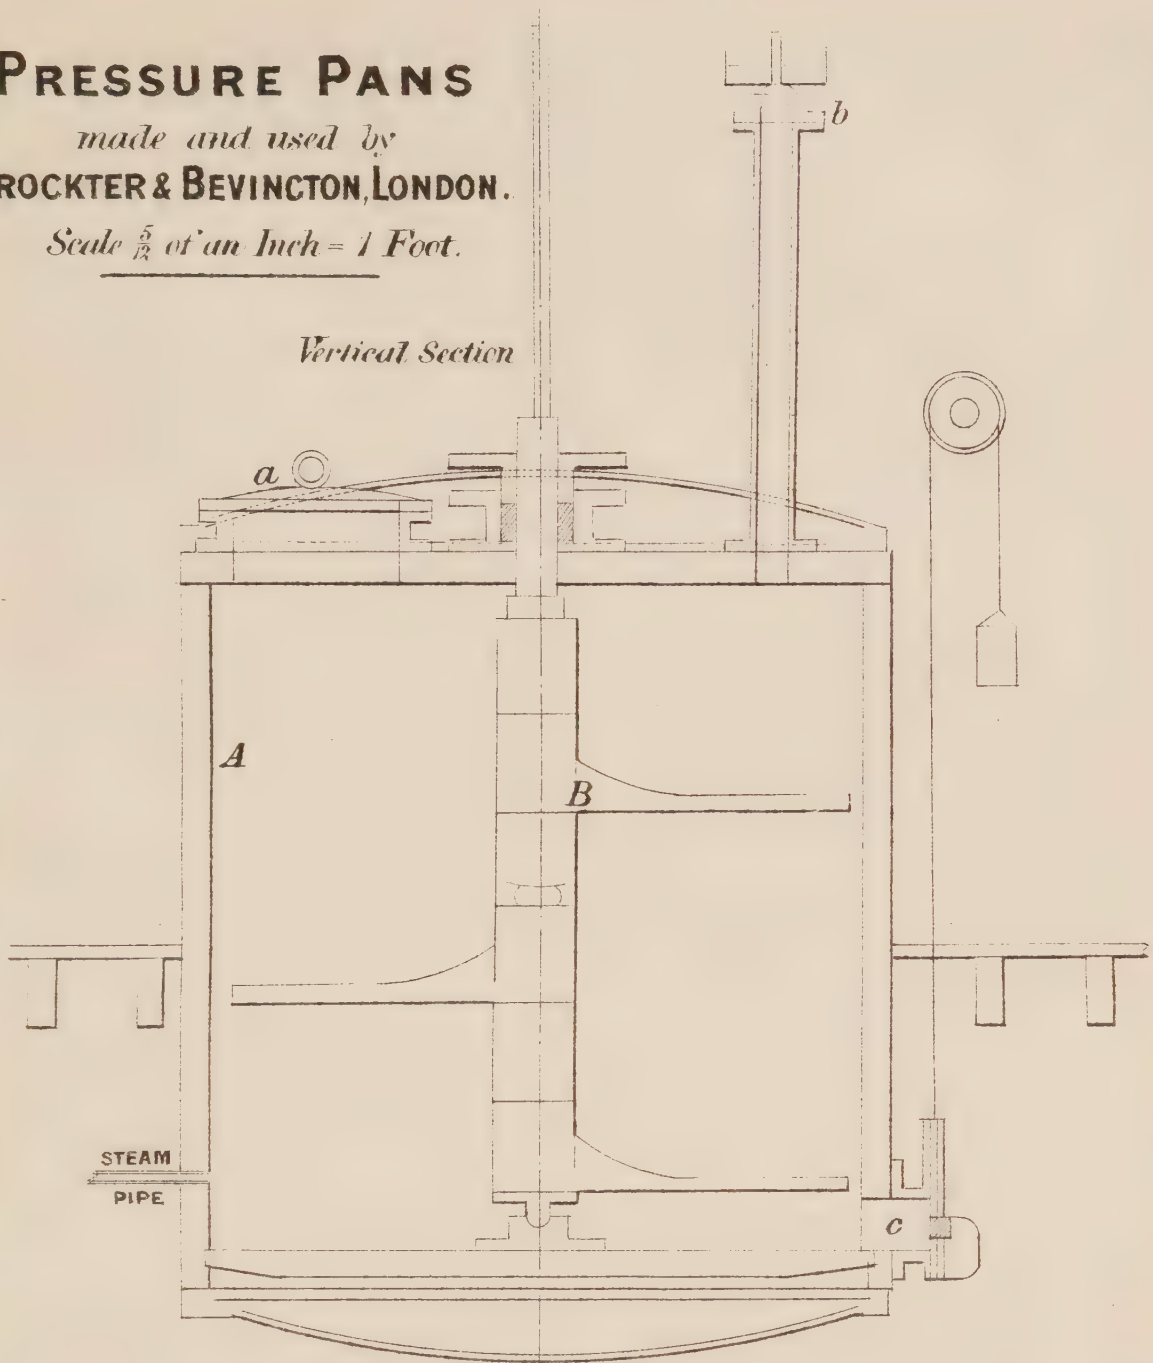 PRESSURE PANS
made and used by
ROCKTER & BEVINGTON, LONDON.
Scale 5/12 of an Inch = 1 Foot.
Vertical Section
b
a
A
B
STEAM
PIPE
c